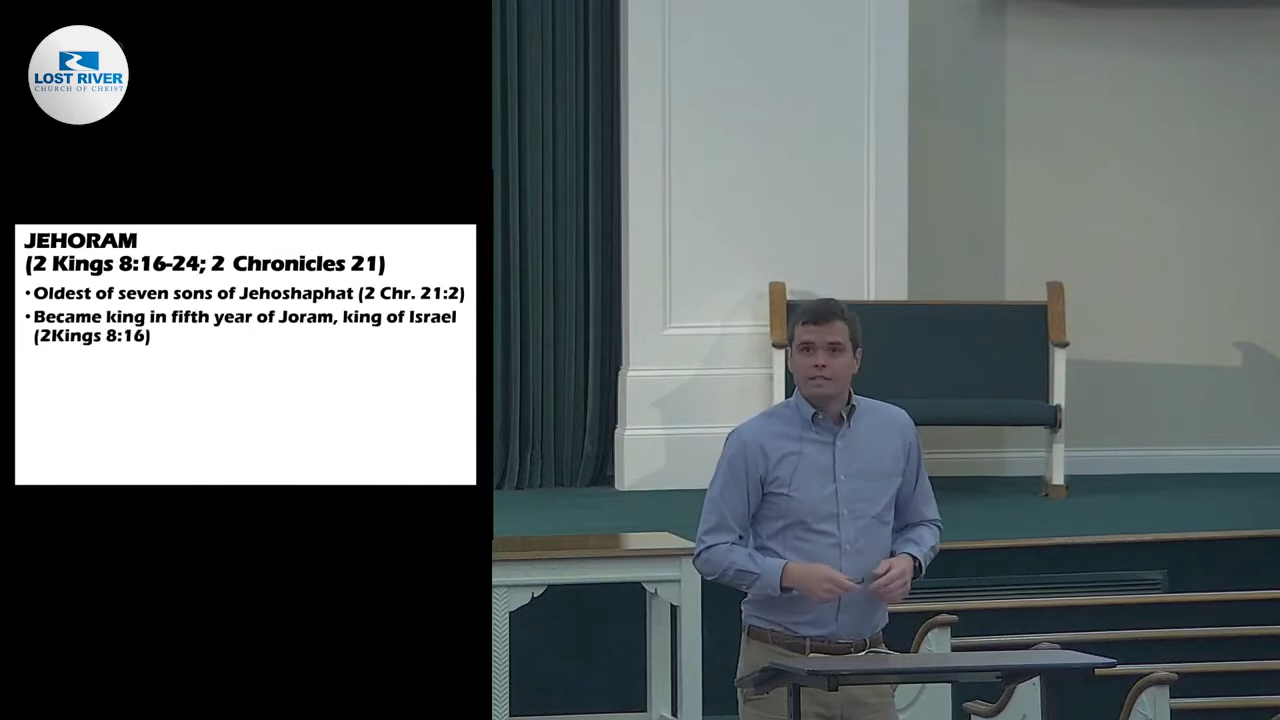 LOST RIVER
CHURCH OF CHRIST
JEHORAM
(2 Kings 8:16-24; 2 Chronicles 21)
• Oldest of seven sons of Jehoshaphat (2 Chr. 21:2)
• Became king in fifth year of Joram, king of Israel
(2Kings 8:16)